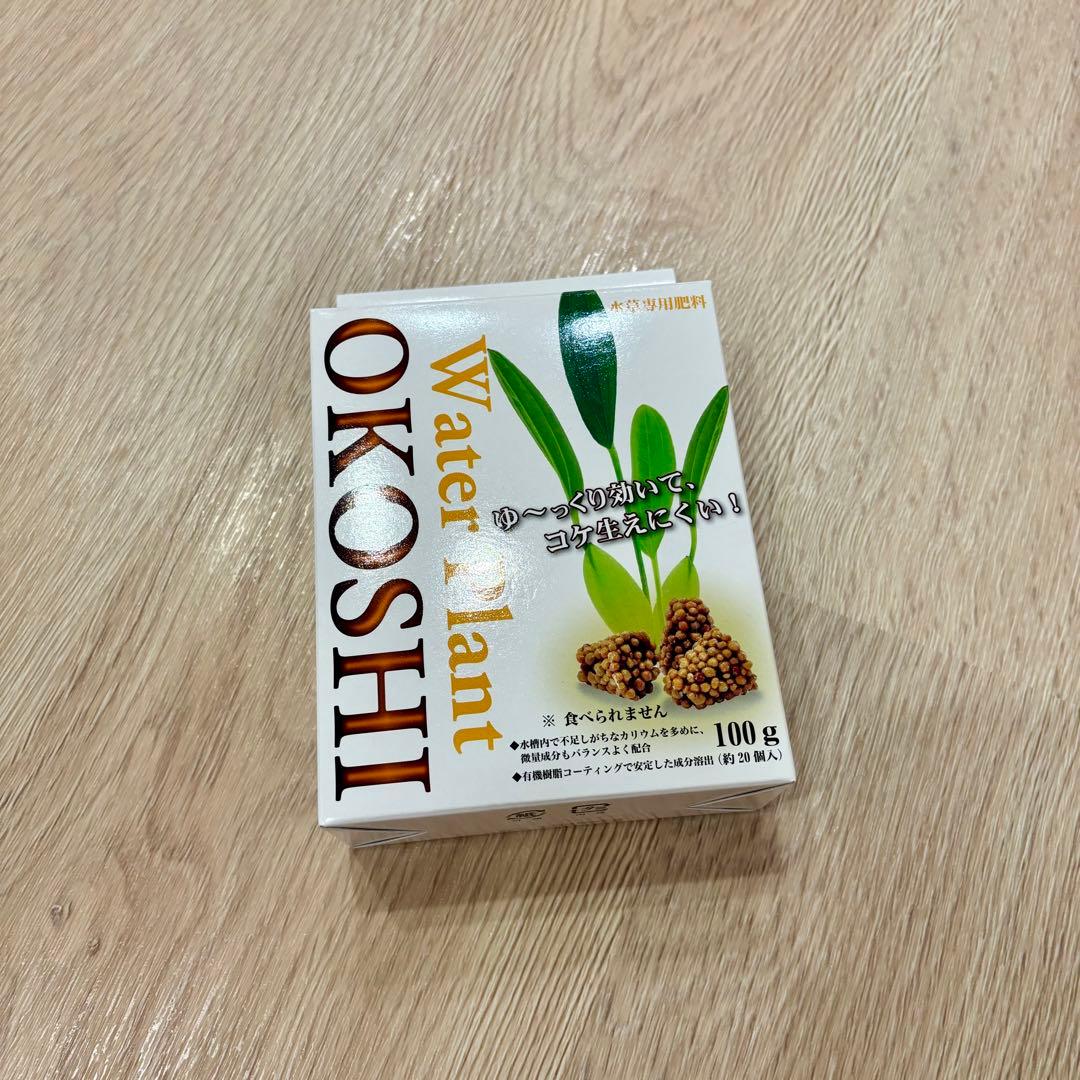 水草専用肥料
OKOSHI
Water Plant
ゆ〜っくり効いて、
コケ生えにくい！
※ 食べられません
◆水槽内で不足しがちなカリウムを多めに、
微量成分もバランスよく配合
◆有機樹脂コーティングで安定した成分溶出
100g
(約20個入)